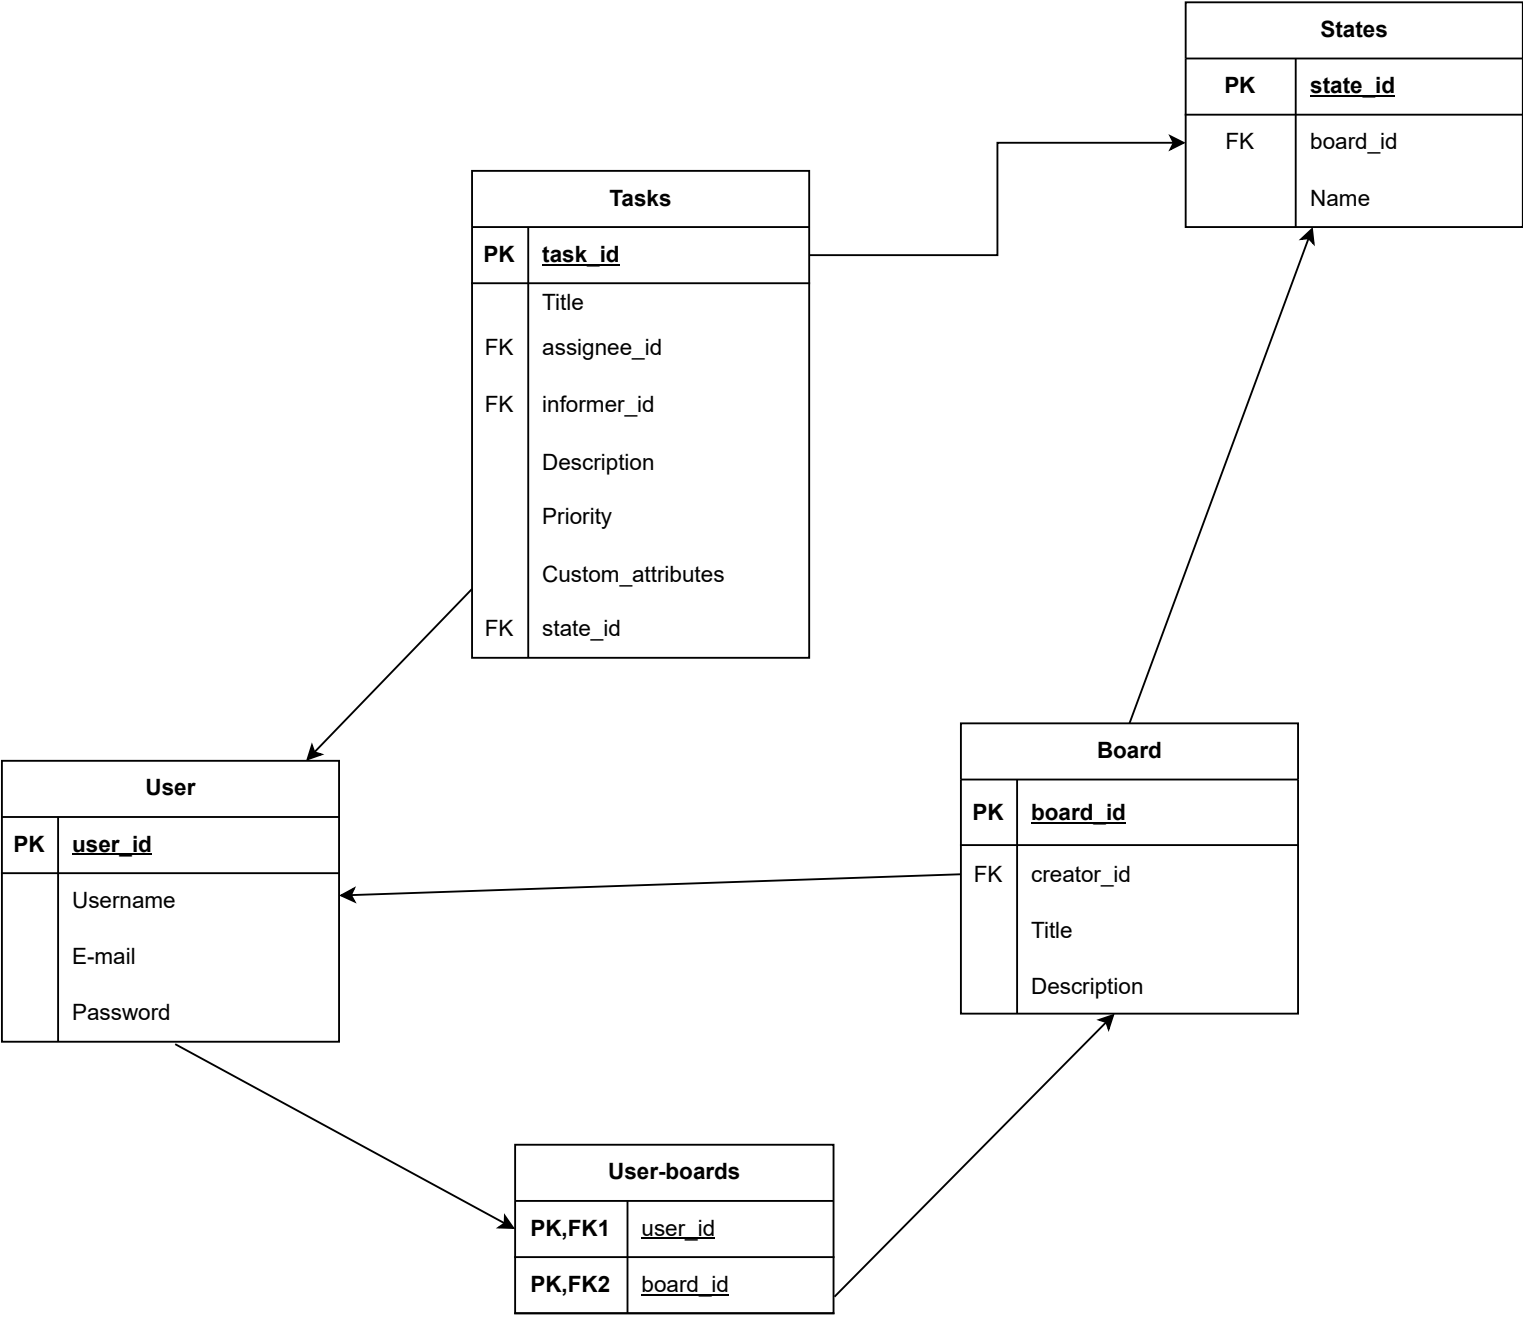 States
PK state_id
FK board_id
Name
Tasks
PK task_id
Title
FK assignee_id
FK informer_id
Description
Priority
Custom_attributes
FK state_id
User
PK user_id
Username
E-mail
Password
Board
PK board_id
FK creator_id
Title
Description
User-boards
PK,FK1 user_id
PK,FK2 board_id